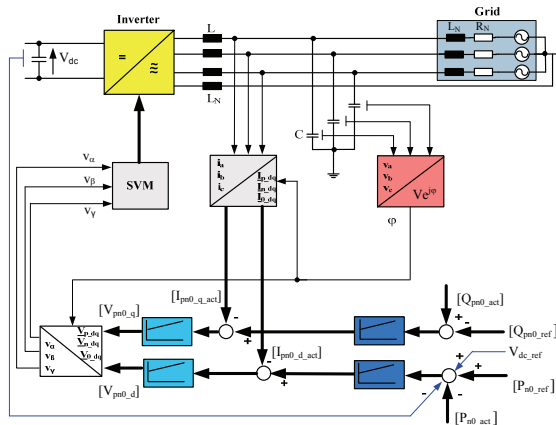 Inverter
Grid
L
L_N R_N
V_dc
=
≈
L_N
C
v_α
v_β
v_γ
SVM
i_a
i_b
i_c
I_p_dq
I_n_dq
I_0_dq
v_a
v_b
v_c
Ve^jφ
φ
[I_pn0_q_act]
[Q_pn0_act]
[V_pn0_q]
V_p_dq
V_n_dq
V_0_dq
v_α
v_β
v_γ
-
+
+
-
[Q_pn0_ref]
[I_pn0_d_act]
V_dc_ref
[V_pn0_d]
-
+
+
+
-
-
[P_n0_ref]
[P_n0_act]